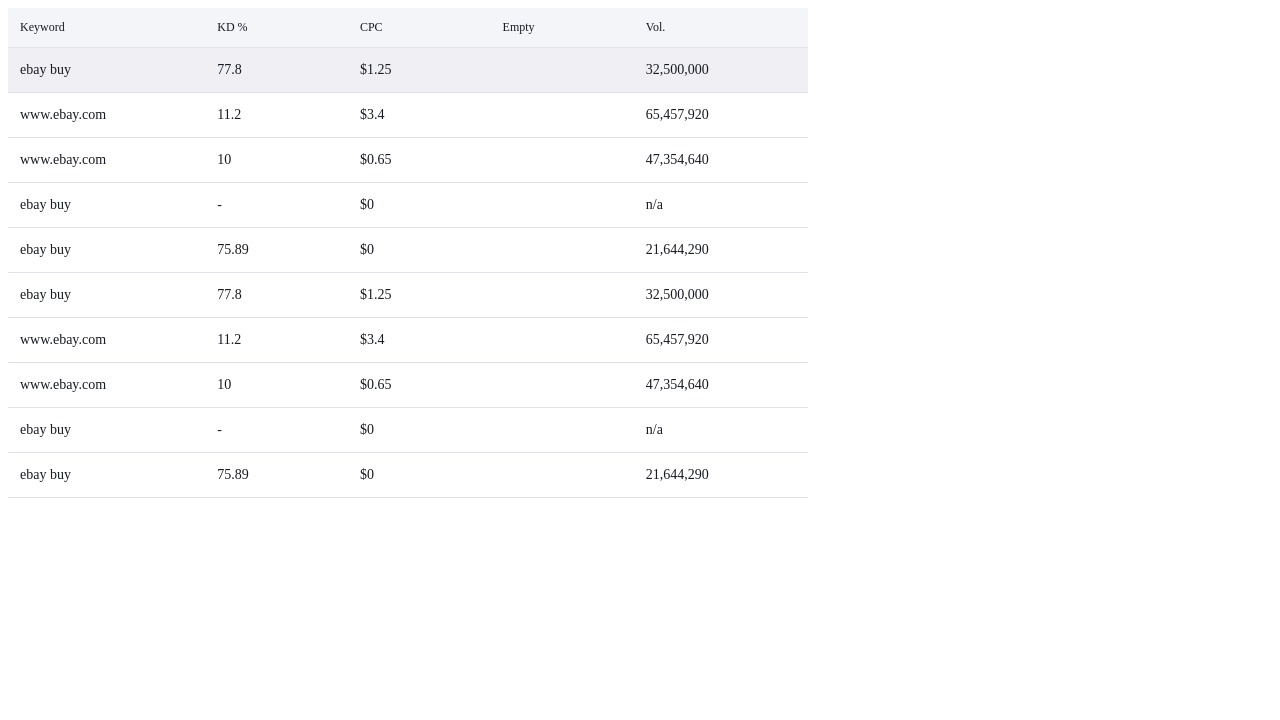 Keyword KD % CPC Empty Vol.
ebay buy 77.8 $1.25 32,500,000
www.ebay.com 11.2 $3.4 65,457,920
www.ebay.com 10 $0.65 47,354,640
ebay buy - $0 n/a
ebay buy 75.89 $0 21,644,290
ebay buy 77.8 $1.25 32,500,000
www.ebay.com 11.2 $3.4 65,457,920
www.ebay.com 10 $0.65 47,354,640
ebay buy - $0 n/a
ebay buy 75.89 $0 21,644,290